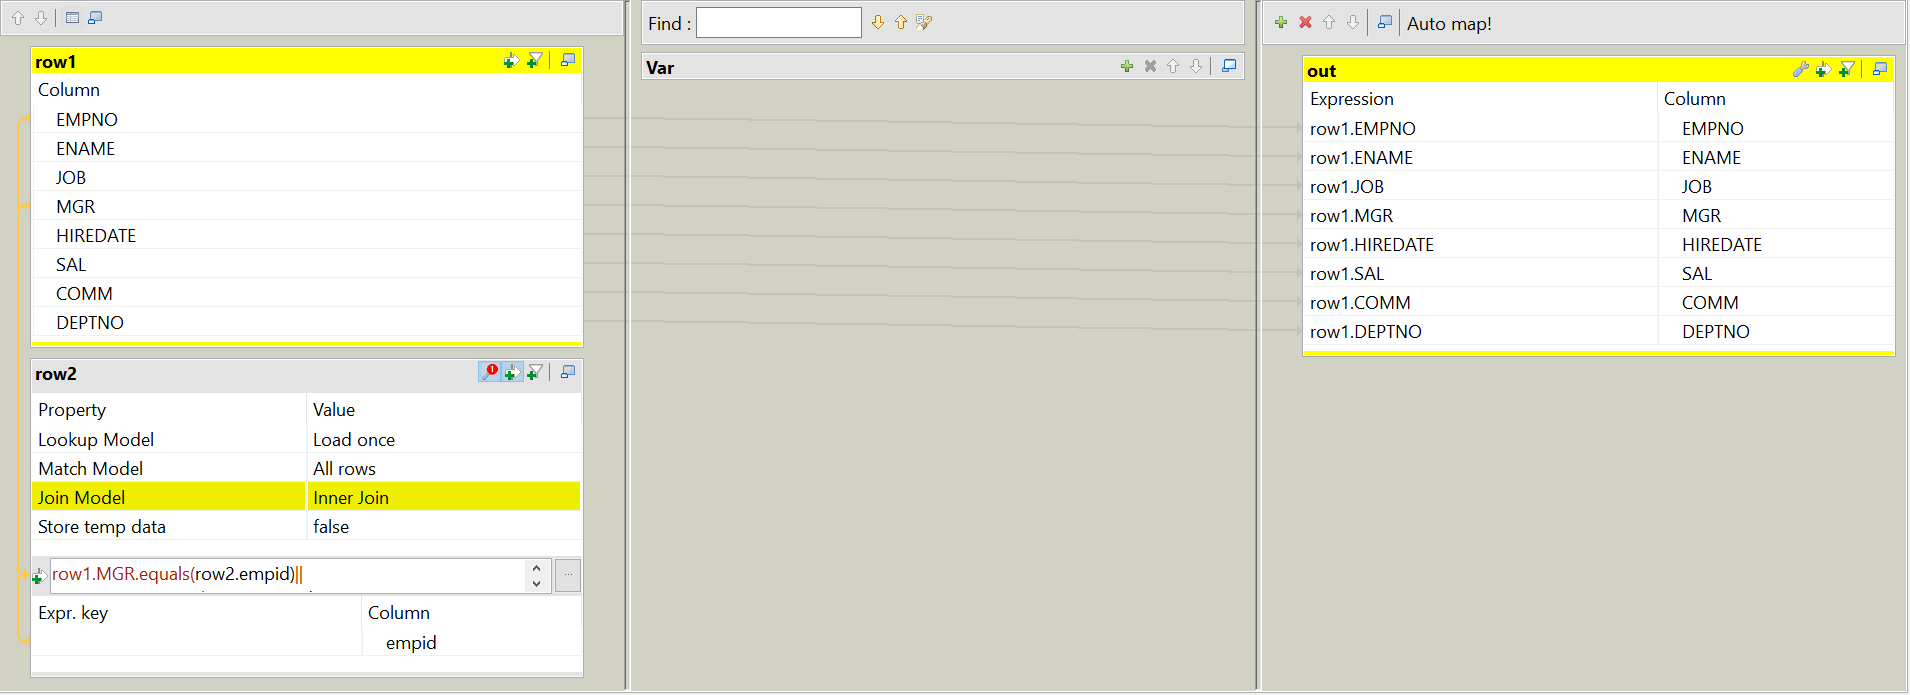 row1
Column
EMPNO
ENAME
JOB
MGR
HIREDATE
SAL
COMM
DEPTNO
row2
Property Value
Lookup Model Load once
Match Model All rows
Join Model Inner Join
Store temp data false
row1.MGR.equals(row2.empid)||
...
Expr. key Column
empid
Find :
Var
Auto map!
out
Expression Column
row1.EMPNO EMPNO
row1.ENAME ENAME
row1.JOB JOB
row1.MGR MGR
row1.HIREDATE HIREDATE
row1.SAL SAL
row1.COMM COMM
row1.DEPTNO DEPTNO